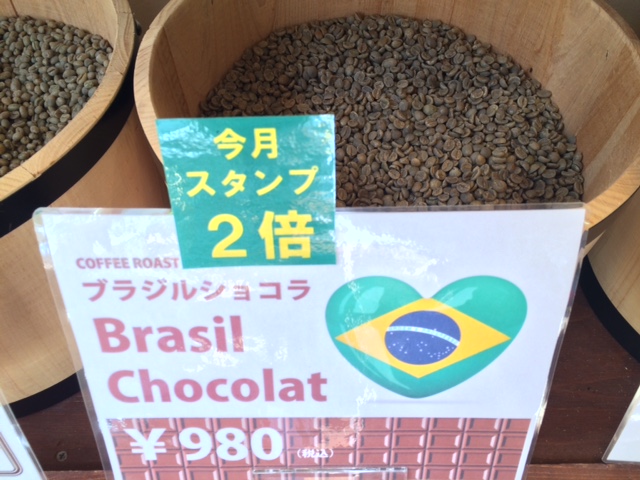 今月
スタンプ
2倍
COFFEE ROAST
ブラジルショコラ
Brasil
Chocolat
¥980(税込)